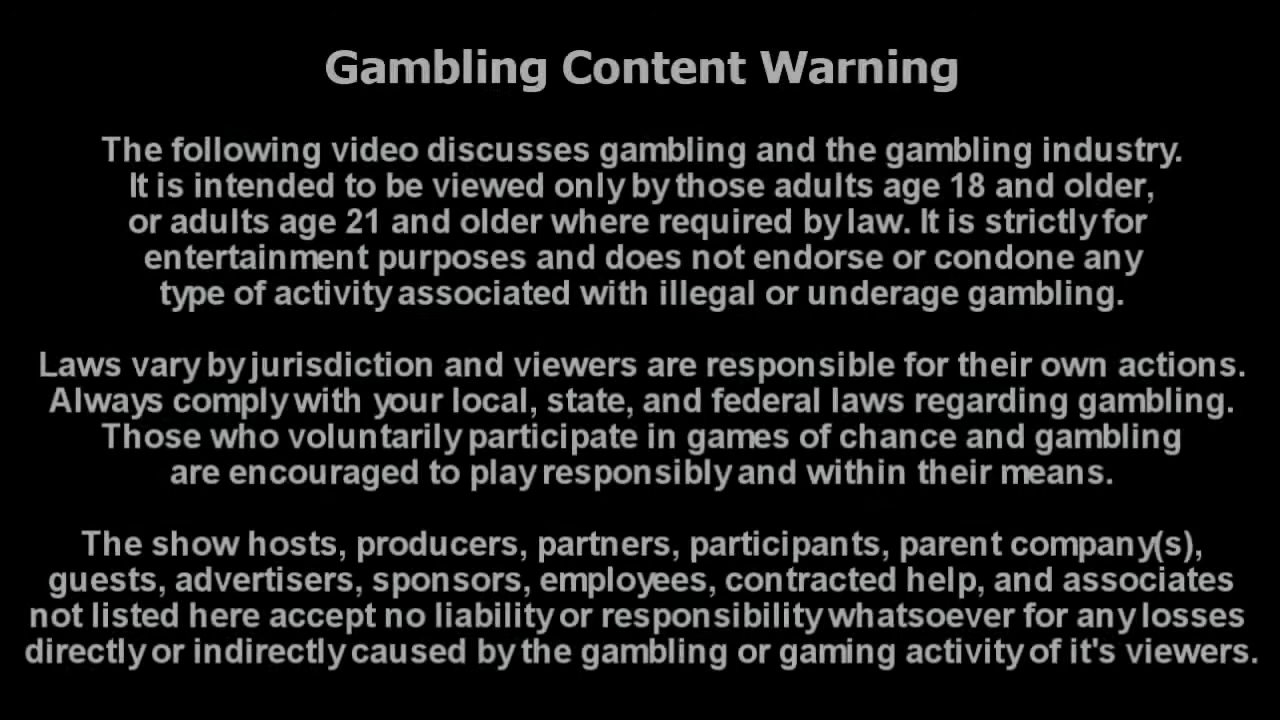 Gambling Content Warning
The following video discusses gambling and the gambling industry.
It is intended to be viewed only by those adults age 18 and older,
or adults age 21 and older where required by law. It is strictly for
entertainment purposes and does not endorse or condone any
type of activity associated with illegal or underage gambling.
Laws vary by jurisdiction and viewers are responsible for their own actions.
Always comply with your local, state, and federal laws regarding gambling.
Those who voluntarily participate in games of chance and gambling
are encouraged to play responsibly and within their means.
The show hosts, producers, partners, participants, parent company(s),
guests, advertisers, sponsors, employees, contracted help, and associates
not listed here accept no liability or responsibility whatsoever for any losses
directly or indirectly caused by the gambling or gaming activity of it's viewers.